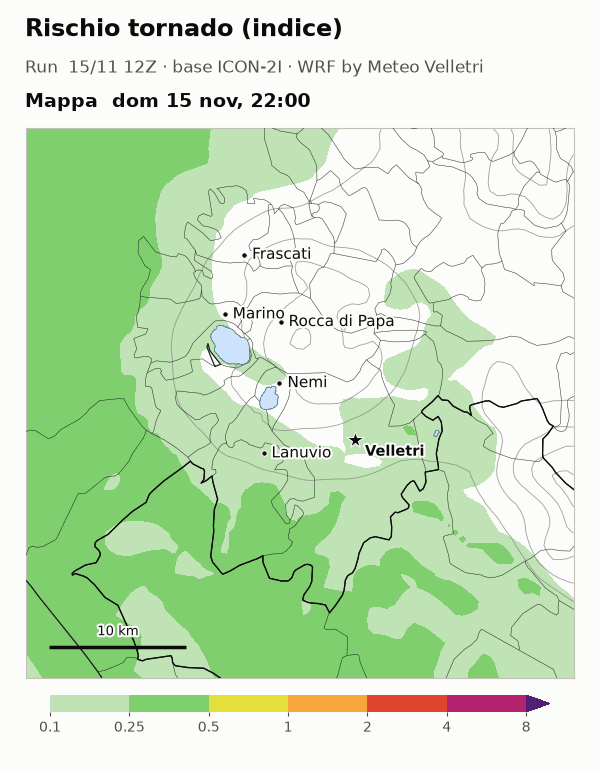 Rischio tornado (indice)
Run  15/11 12Z · base ICON-2I · WRF by Meteo Velletri
Mappa  dom 15 nov, 22:00
Frascati
Marino
Rocca di Papa
Nemi
Lanuvio
Velletri
10 km
0.1 0.25 0.5 1 2 4 8